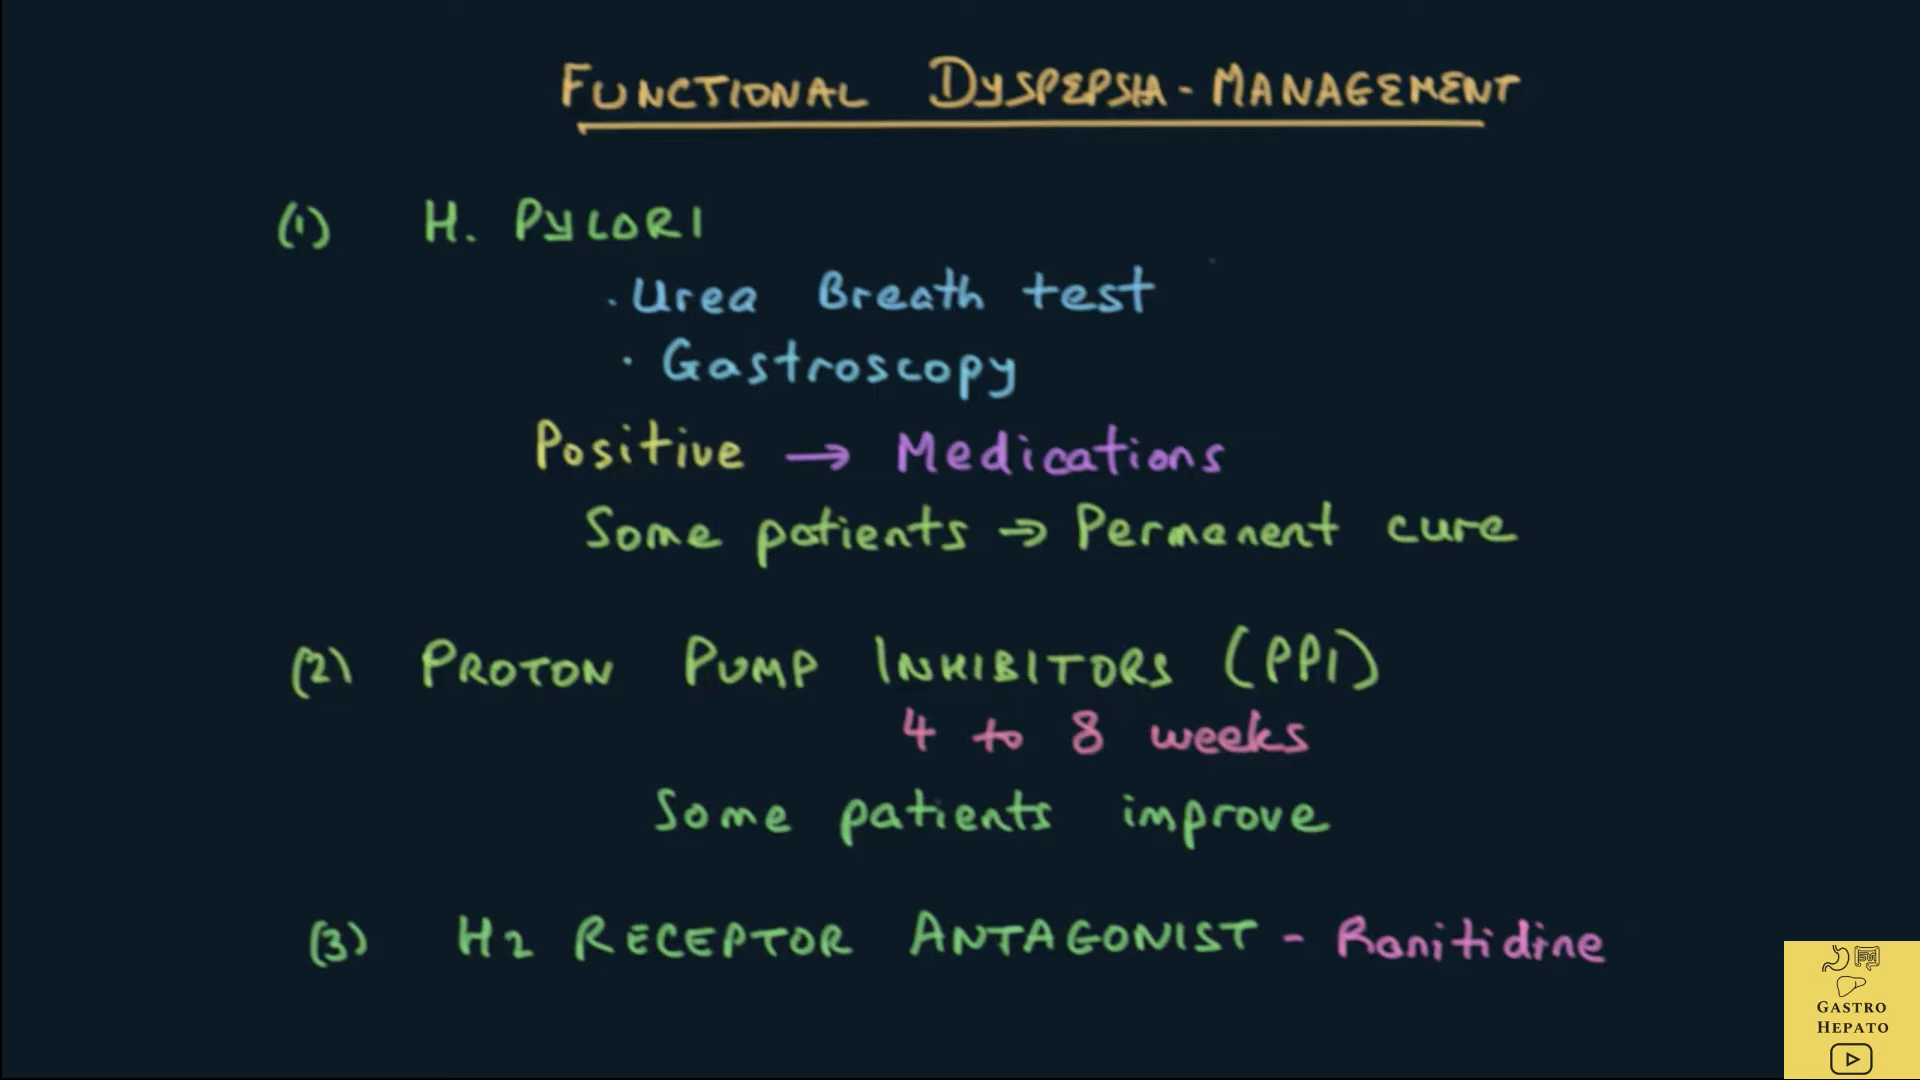 FUNCTIONAL DYSPEPSIA - MANAGEMENT
(1) H. PYLORI
· Urea Breath test
· Gastroscopy
Positive → Medications
Some patients → Permanent cure
(2) PROTON PUMP INHIBITORS (PPI)
4 to 8 weeks
Some patients improve
(3) H2 RECEPTOR ANTAGONIST - Ranitidine
GASTRO
HEPATO